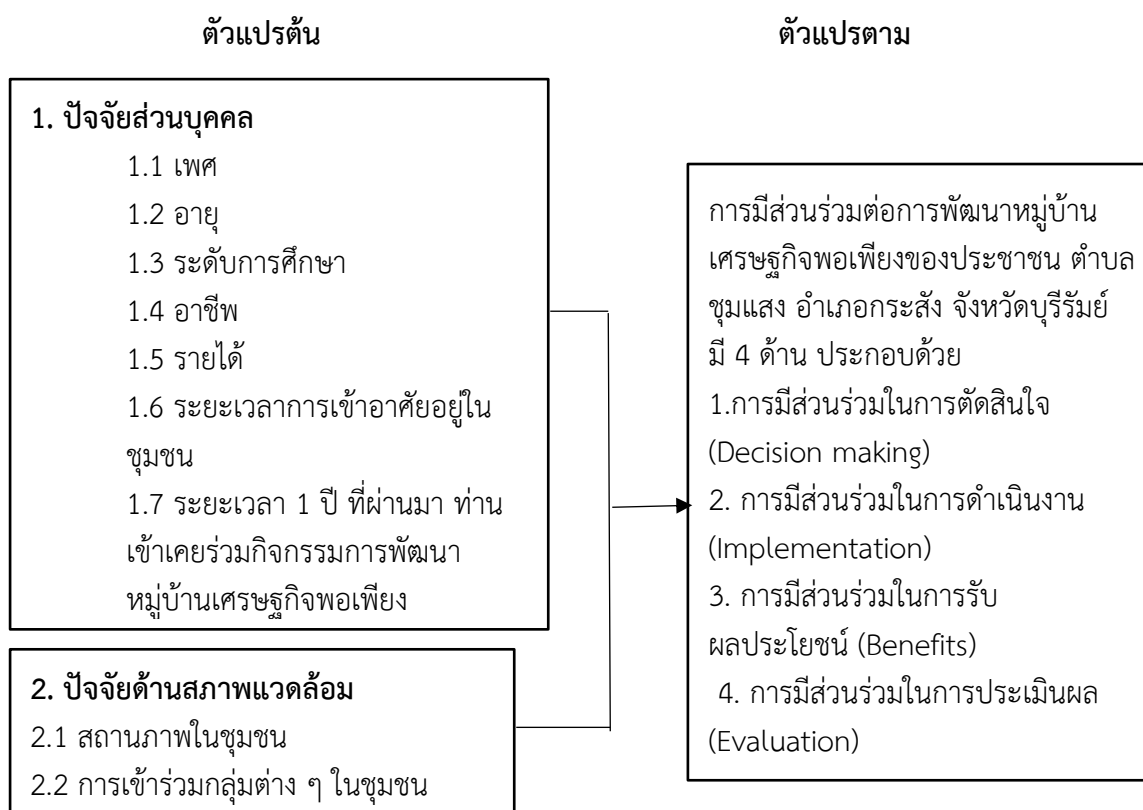 ตัวแปรต้น
ตัวแปรตาม
1. ปัจจัยส่วนบุคคล
1.1 เพศ
1.2 อายุ
1.3 ระดับการศึกษา
1.4 อาชีพ
1.5 รายได้
1.6 ระยะเวลาการเข้าอาศัยอยู่ใน
ชุมชน
1.7 ระยะเวลา 1 ปี ที่ผ่านมา ท่าน
เข้าเคยร่วมกิจกรรมการพัฒนา
หมู่บ้านเศรษฐกิจพอเพียง
2. ปัจจัยด้านสภาพแวดล้อม
2.1 สถานภาพในชุมชน
2.2 การเข้าร่วมกลุ่มต่าง ๆ ในชุมชน
การมีส่วนร่วมต่อการพัฒนาหมู่บ้าน
เศรษฐกิจพอเพียงของประชาชน ตำบล
ชุมแสง อำเภอกระสัง จังหวัดบุรีรัมย์
มี 4 ด้าน ประกอบด้วย
1.การมีส่วนร่วมในการตัดสินใจ
(Decision making)
2. การมีส่วนร่วมในการดำเนินงาน
(Implementation)
3. การมีส่วนร่วมในการรับ
ผลประโยชน์ (Benefits)
4. การมีส่วนร่วมในการประเมินผล
(Evaluation)